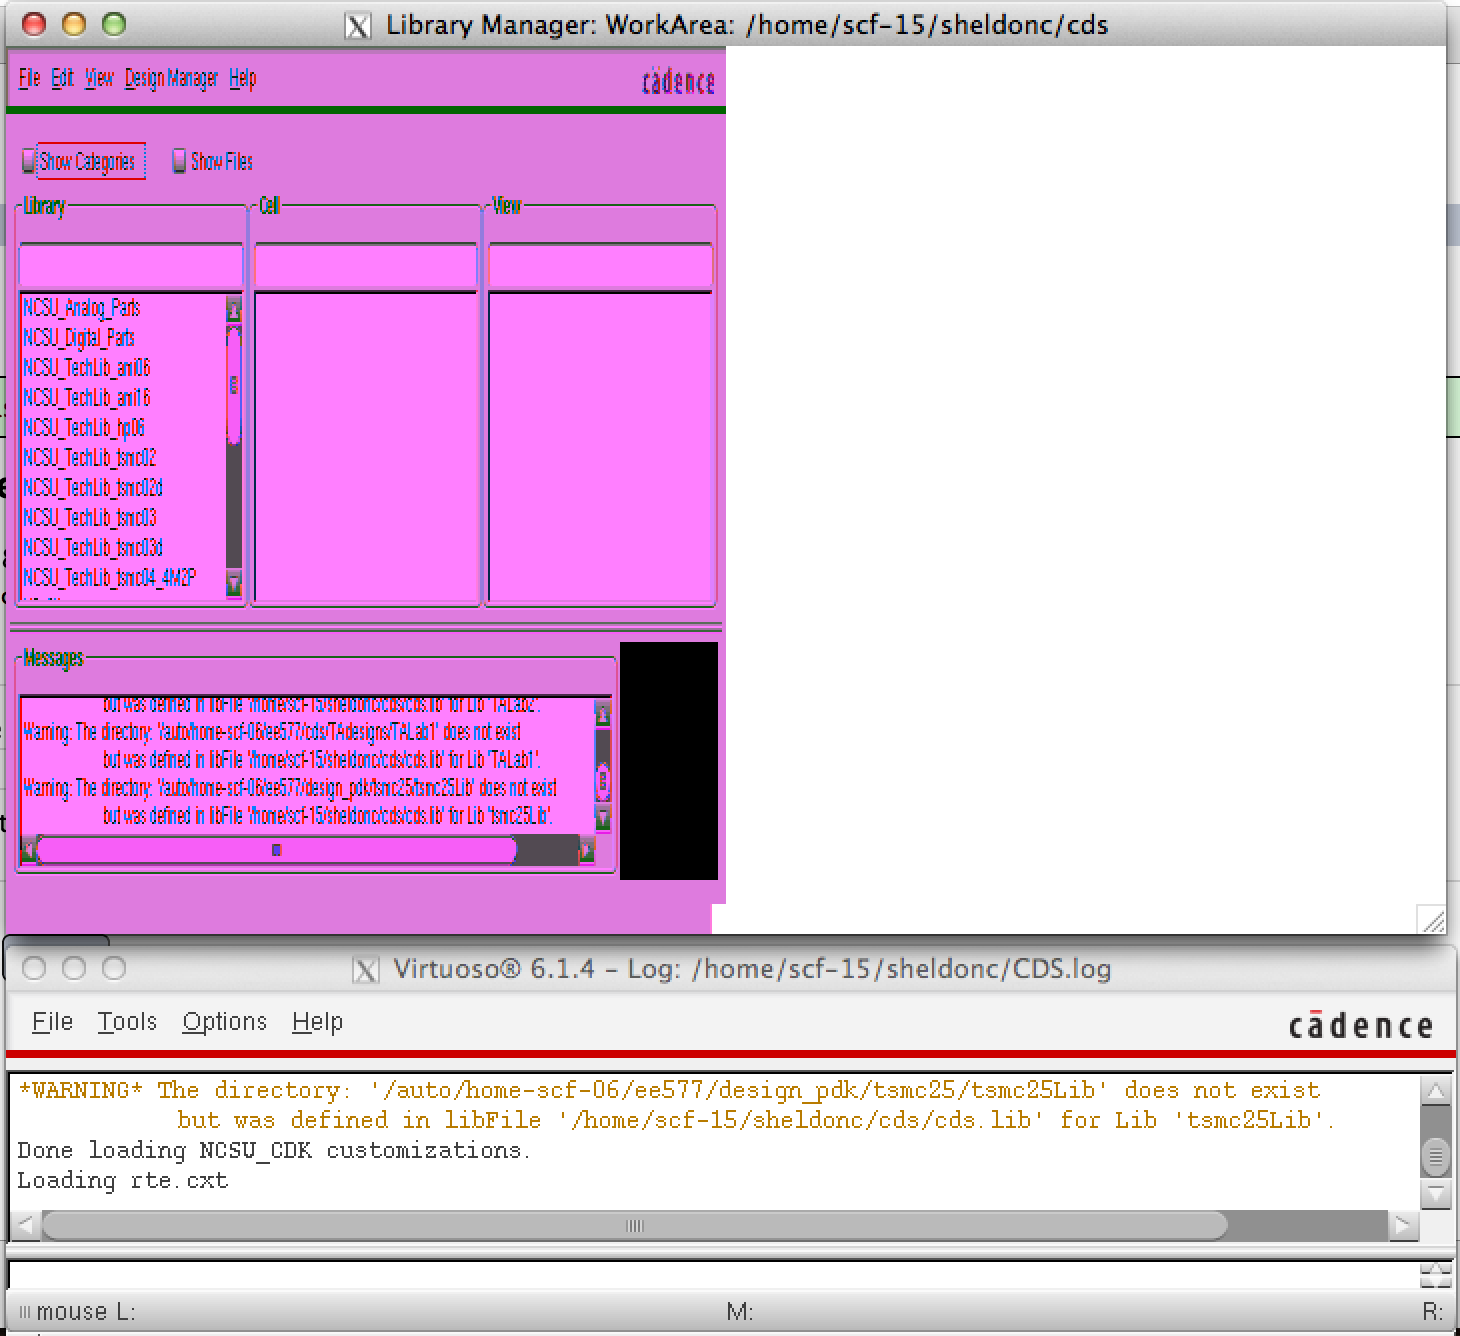 Library Manager: WorkArea: /home/scf-15/sheldonc/cds
File Edit View Design Manager Help
cādence
Show Categories Show Files
Library Cell View
NCSU_Analog_Parts
NCSU_Digital_Parts
NCSU_TechLib_ami06
NCSU_TechLib_ami16
NCSU_TechLib_hp06
NCSU_TechLib_tsmc02
NCSU_TechLib_tsmc02d
NCSU_TechLib_tsmc03
NCSU_TechLib_tsmc03d
NCSU_TechLib_tsmc04_4M2P
Messages
but was defined in libFile '/home/scf-15/sheldonc/cds/cds.lib' for Lib 'TALab2'.
Warning: The directory: '/auto/home-scf-06/ee577/cds/TAdesigns/TALab1' does not exist
but was defined in libFile '/home/scf-15/sheldonc/cds/cds.lib' for Lib 'TALab1'.
Warning: The directory: '/auto/home-scf-06/ee577/design_pdk/tsmc25/tsmc25Lib' does not exist
but was defined in libFile '/home/scf-15/sheldonc/cds/cds.lib' for Lib 'tsmc25Lib'.
Virtuoso® 6.1.4 – Log: /home/scf-15/sheldonc/CDS.log
File Tools Options Help
cādence
*WARNING* The directory: '/auto/home-scf-06/ee577/design_pdk/tsmc25/tsmc25Lib' does not exist
but was defined in libFile '/home/scf-15/sheldonc/cds/cds.lib' for Lib 'tsmc25Lib'.
Done loading NCSU_CDK customizations.
Loading rte.cxt
mouse L: M: R: